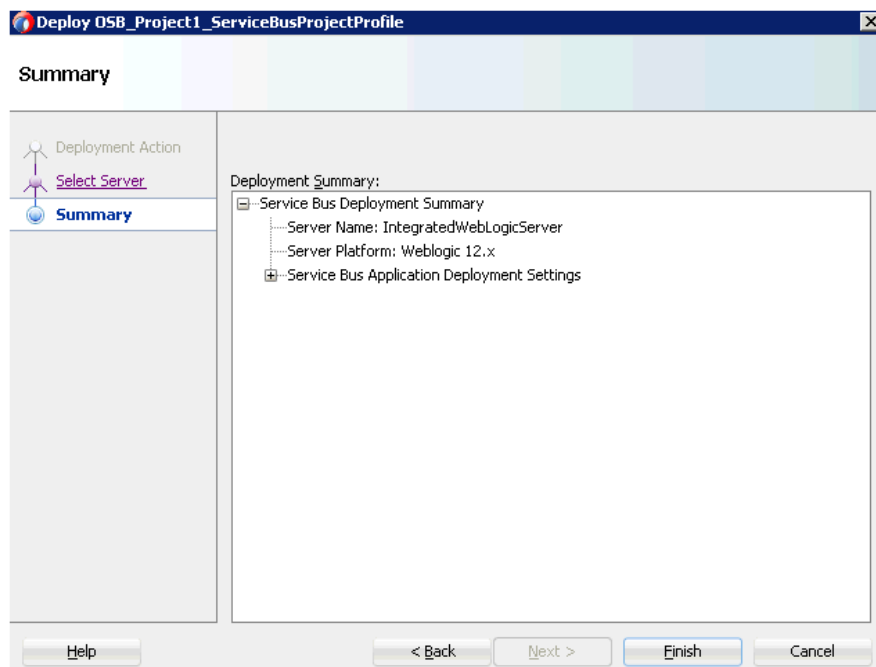 Deploy OSB_Project1_ServiceBusProjectProfile
Summary
Deployment Action
Select Server
Summary
Deployment Summary:
Service Bus Deployment Summary
Server Name: IntegratedWebLogicServer
Server Platform: Weblogic 12.x
Service Bus Application Deployment Settings
Help
< Back
Next >
Finish
Cancel